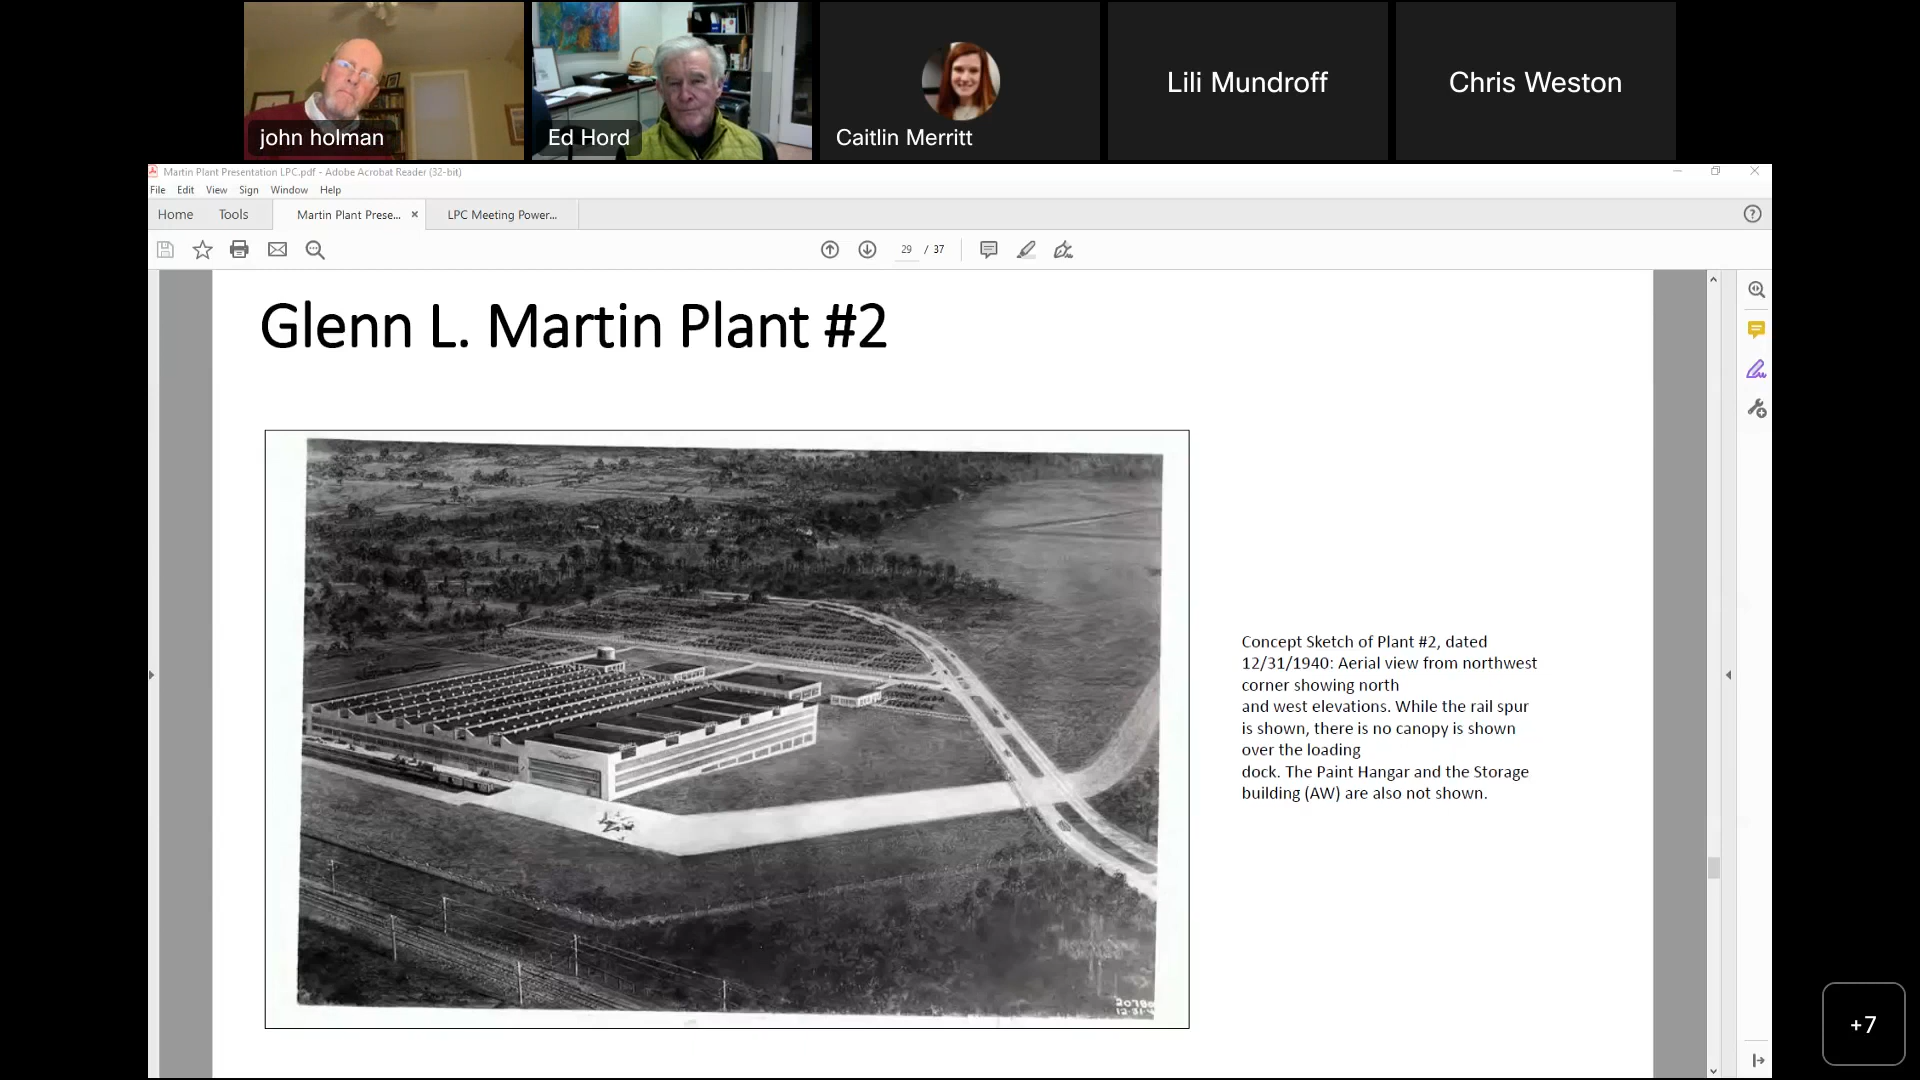 john holman
Ed Hord
Caitlin Merritt
Lili Mundroff
Chris Weston
Martin Plant Presentation LPC.pdf - Adobe Acrobat Reader (32-bit)
File Edit View Sign Window Help
Home Tools Martin Plant Prese... × LPC Meeting Power...
29 / 37
Glenn L. Martin Plant #2
Concept Sketch of Plant #2, dated
12/31/1940: Aerial view from northwest
corner showing north
and west elevations. While the rail spur
is shown, there is no canopy is shown
over the loading
dock. The Paint Hangar and the Storage
building (AW) are also not shown.
+7